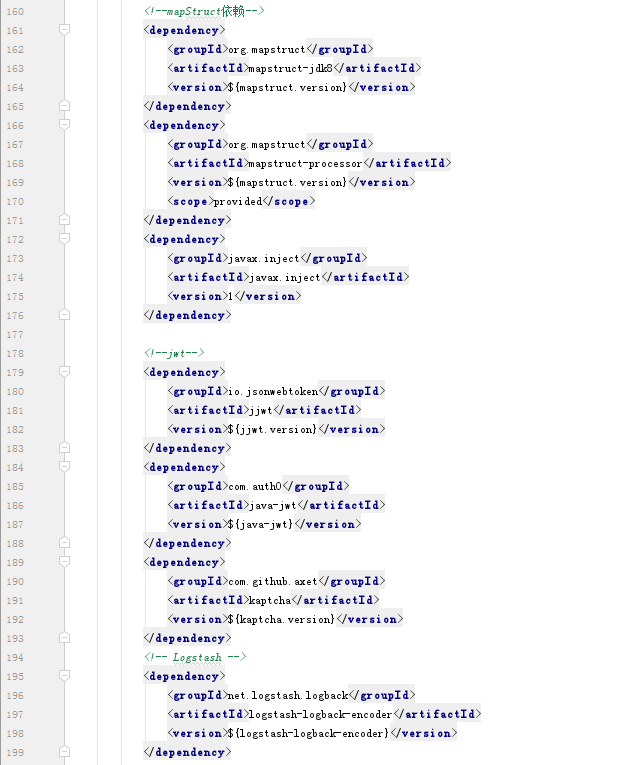 160 <!--mapStruct依赖-->
161 <dependency>
162 <groupId>org.mapstruct</groupId>
163 <artifactId>mapstruct-jdk8</artifactId>
164 <version>${mapstruct.version}</version>
165 </dependency>
166 <dependency>
167 <groupId>org.mapstruct</groupId>
168 <artifactId>mapstruct-processor</artifactId>
169 <version>${mapstruct.version}</version>
170 <scope>provided</scope>
171 </dependency>
172 <dependency>
173 <groupId>javax.inject</groupId>
174 <artifactId>javax.inject</artifactId>
175 <version>1</version>
176 </dependency>
177
178 <!--jwt-->
179 <dependency>
180 <groupId>io.jsonwebtoken</groupId>
181 <artifactId>jjwt</artifactId>
182 <version>${jjwt.version}</version>
183 </dependency>
184 <dependency>
185 <groupId>com.auth0</groupId>
186 <artifactId>java-jwt</artifactId>
187 <version>${java-jwt}</version>
188 </dependency>
189 <dependency>
190 <groupId>com.github.axet</groupId>
191 <artifactId>kaptcha</artifactId>
192 <version>${kaptcha.version}</version>
193 </dependency>
194 <!-- Logstash -->
195 <dependency>
196 <groupId>net.logstash.logback</groupId>
197 <artifactId>logstash-logback-encoder</artifactId>
198 <version>${logstash-logback-encoder}</version>
199 </dependency>